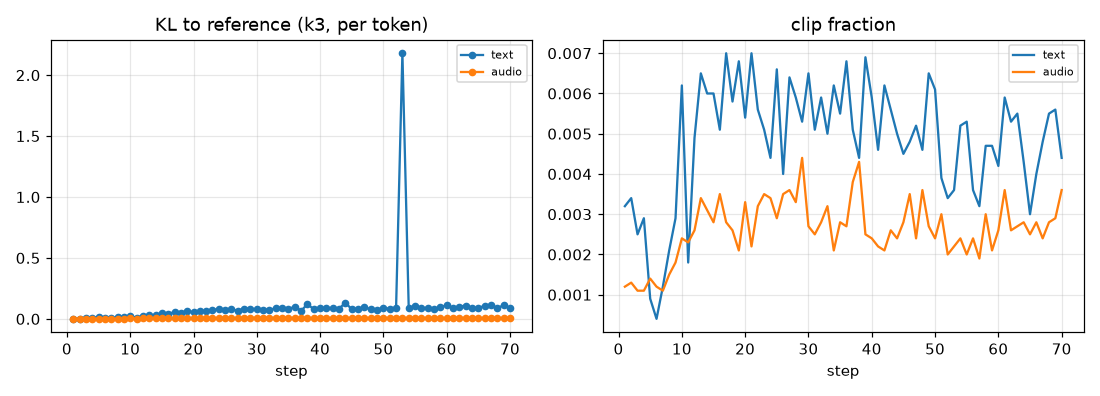 KL to reference (k3, per token)
2.0
1.5
1.0
0.5
0.0
text
audio
0 10 20 30 40 50 60 70
step
clip fraction
0.007
0.006
0.005
0.004
0.003
0.002
0.001
text
audio
0 10 20 30 40 50 60 70
step